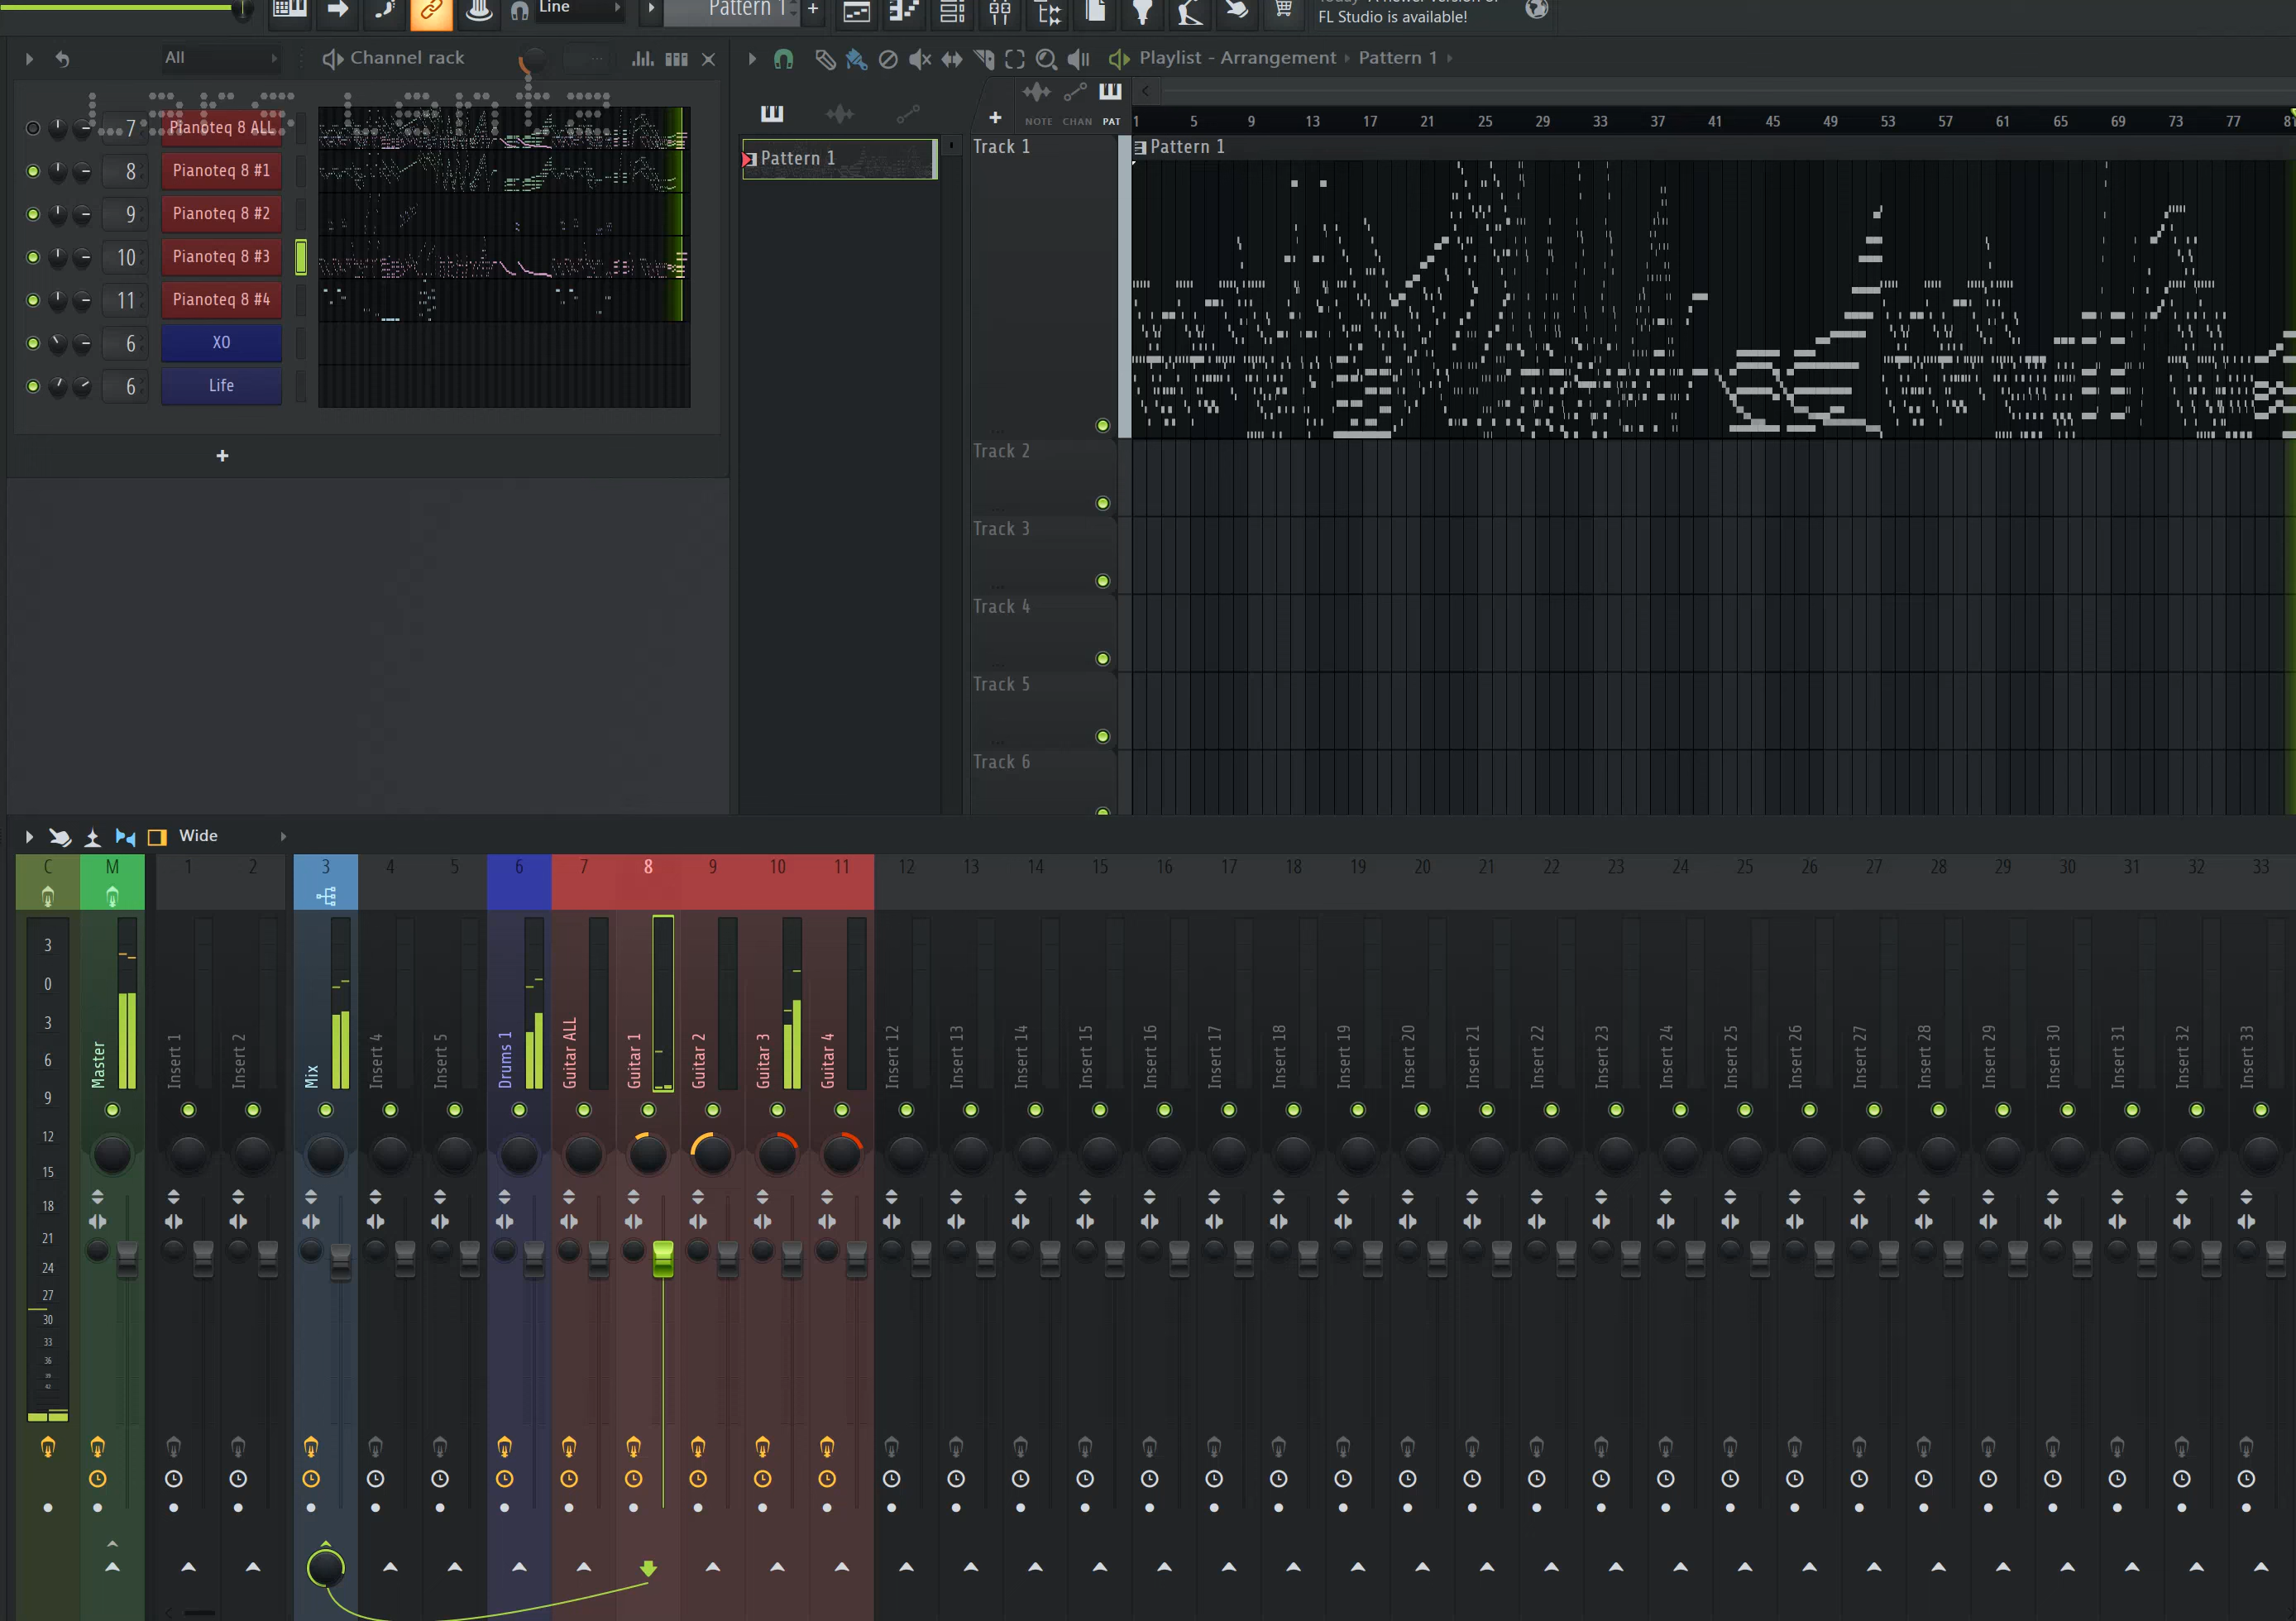 Line
Pattern 1
+
FL Studio is available!
All
Channel rack
Playlist - Arrangement
Pattern 1
NOTE CHAN PAT
1 5 9 13 17 21 25 29 33 37 41 45 49 53 57 61 65 69 73 77 81
7 Pianoteq 8 ALL
8 Pianoteq 8 #1
9 Pianoteq 8 #2
10 Pianoteq 8 #3
11 Pianoteq 8 #4
6 XO
6 Life
+
Pattern 1
+
Track 1
Pattern 1
Track 2
Track 3
Track 4
Track 5
Track 6
Wide
C M 1 2 3 4 5 6 7 8 9 10 11 12 13 14 15 16 17 18 19 20 21 22 23 24 25 26 27 28 29 30 31 32 33
3
0
3
6
9
12
15
18
21
24
27
30
33
36
39
42
Master
Insert 1
Insert 2
Mix
Insert 4
Insert 5
Drums 1
Guitar ALL
Guitar 1
Guitar 2
Guitar 3
Guitar 4
Insert 12
Insert 13
Insert 14
Insert 15
Insert 16
Insert 17
Insert 18
Insert 19
Insert 20
Insert 21
Insert 22
Insert 23
Insert 24
Insert 25
Insert 26
Insert 27
Insert 28
Insert 29
Insert 30
Insert 31
Insert 32
Insert 33